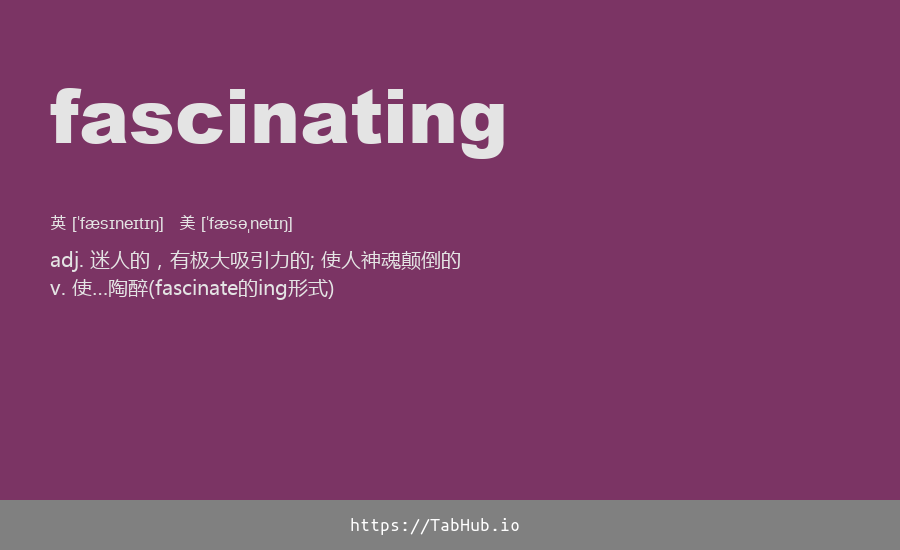 fascinating
英 [ˈfæsɪneɪtɪŋ] 美 [ˈfæsəˌnetɪŋ]
adj. 迷人的，有极大吸引力的; 使人神魂颠倒的
v. 使...陶醉(fascinate的ing形式)
https://TabHub.io